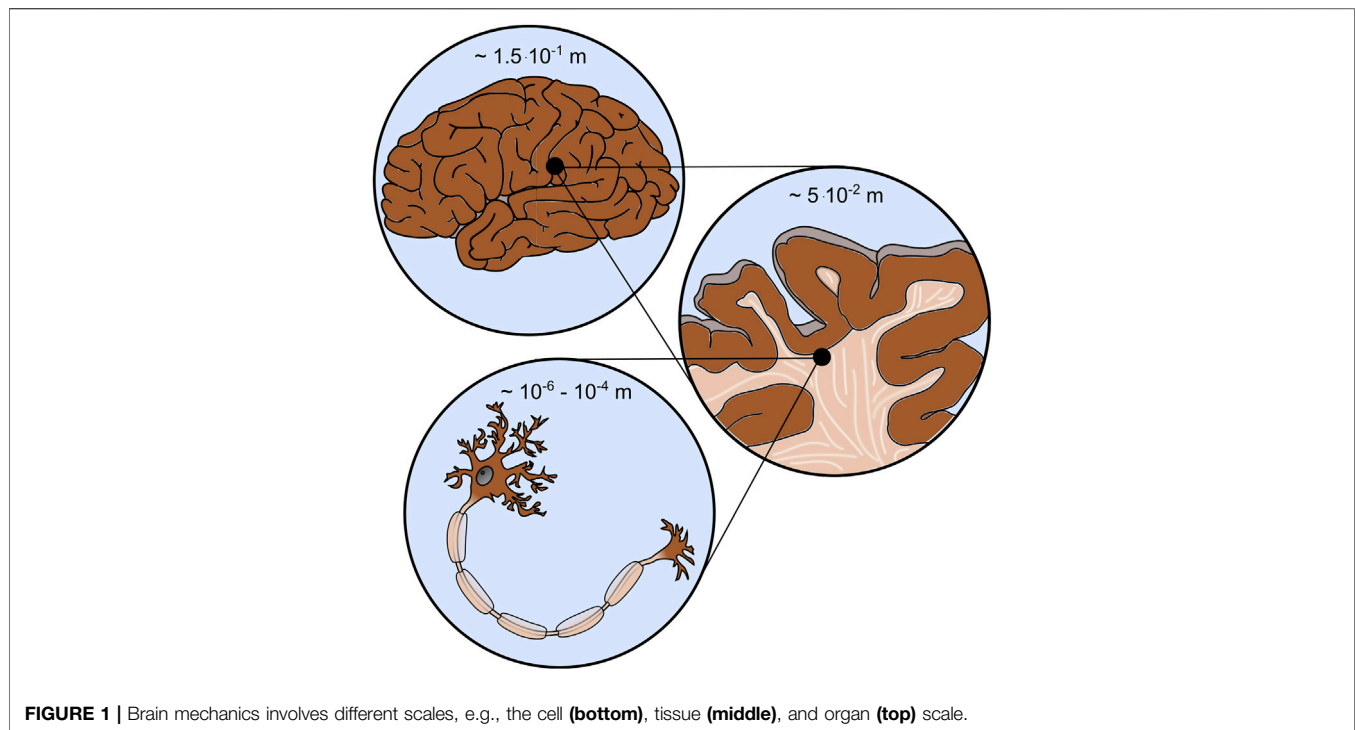 ~ 1.5·10⁻¹ m
~ 5·10⁻² m
~ 10⁻⁶ - 10⁻⁴ m
FIGURE 1 | Brain mechanics involves different scales, e.g., the cell (bottom), tissue (middle), and organ (top) scale.